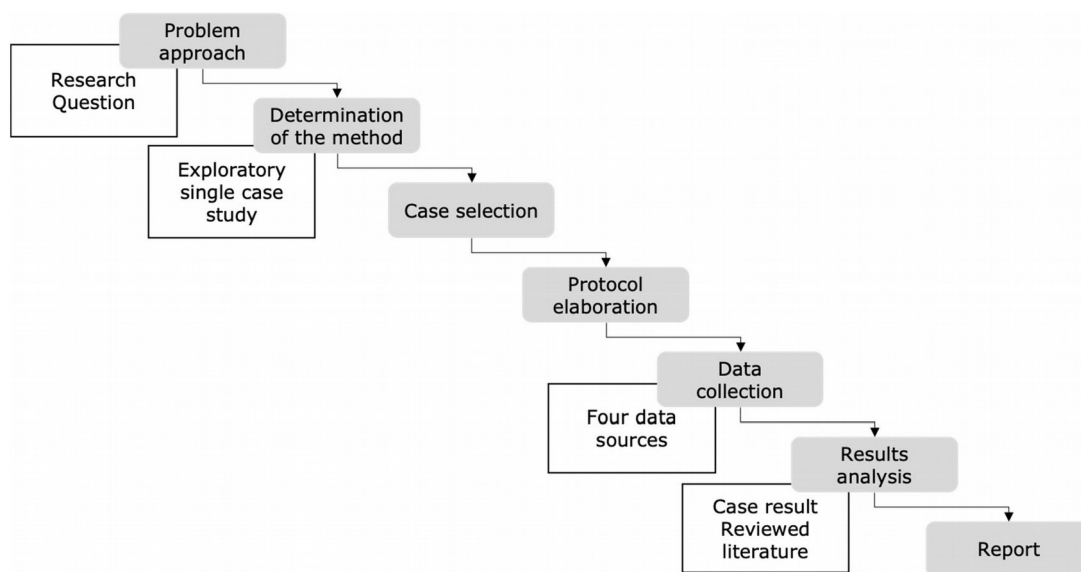 Problem
approach
Research
Question
Determination
of the method
Exploratory
single case
study
Case selection
Protocol
elaboration
Data
collection
Four data
sources
Results
analysis
Case result
Reviewed
literature
Report